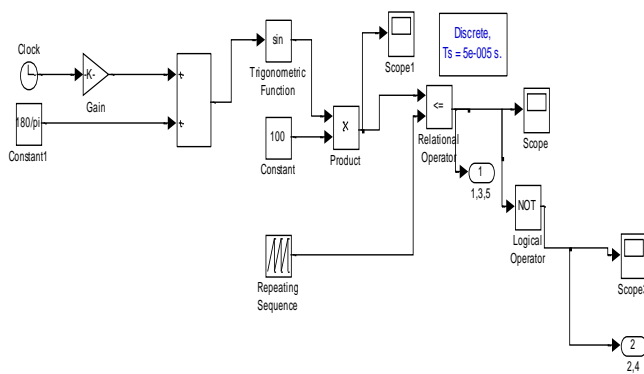 Clock
-K-
Gain
180/pi
Constant1
+
+
sin
Trigonometric
Function
100
Constant
X
Product
Scope1
Discrete,
Ts = 5e-005 s.
<=
Relational
Operator
Scope
1
1,3,5
NOT
Logical
Operator
Repeating
Sequence
2
2,4